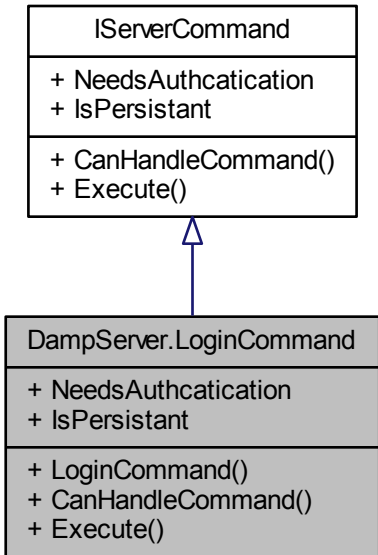 IServerCommand
+ NeedsAuthcatication
+ IsPersistant
+ CanHandleCommand()
+ Execute()
DampServer.LoginCommand
+ NeedsAuthcatication
+ IsPersistant
+ LoginCommand()
+ CanHandleCommand()
+ Execute()